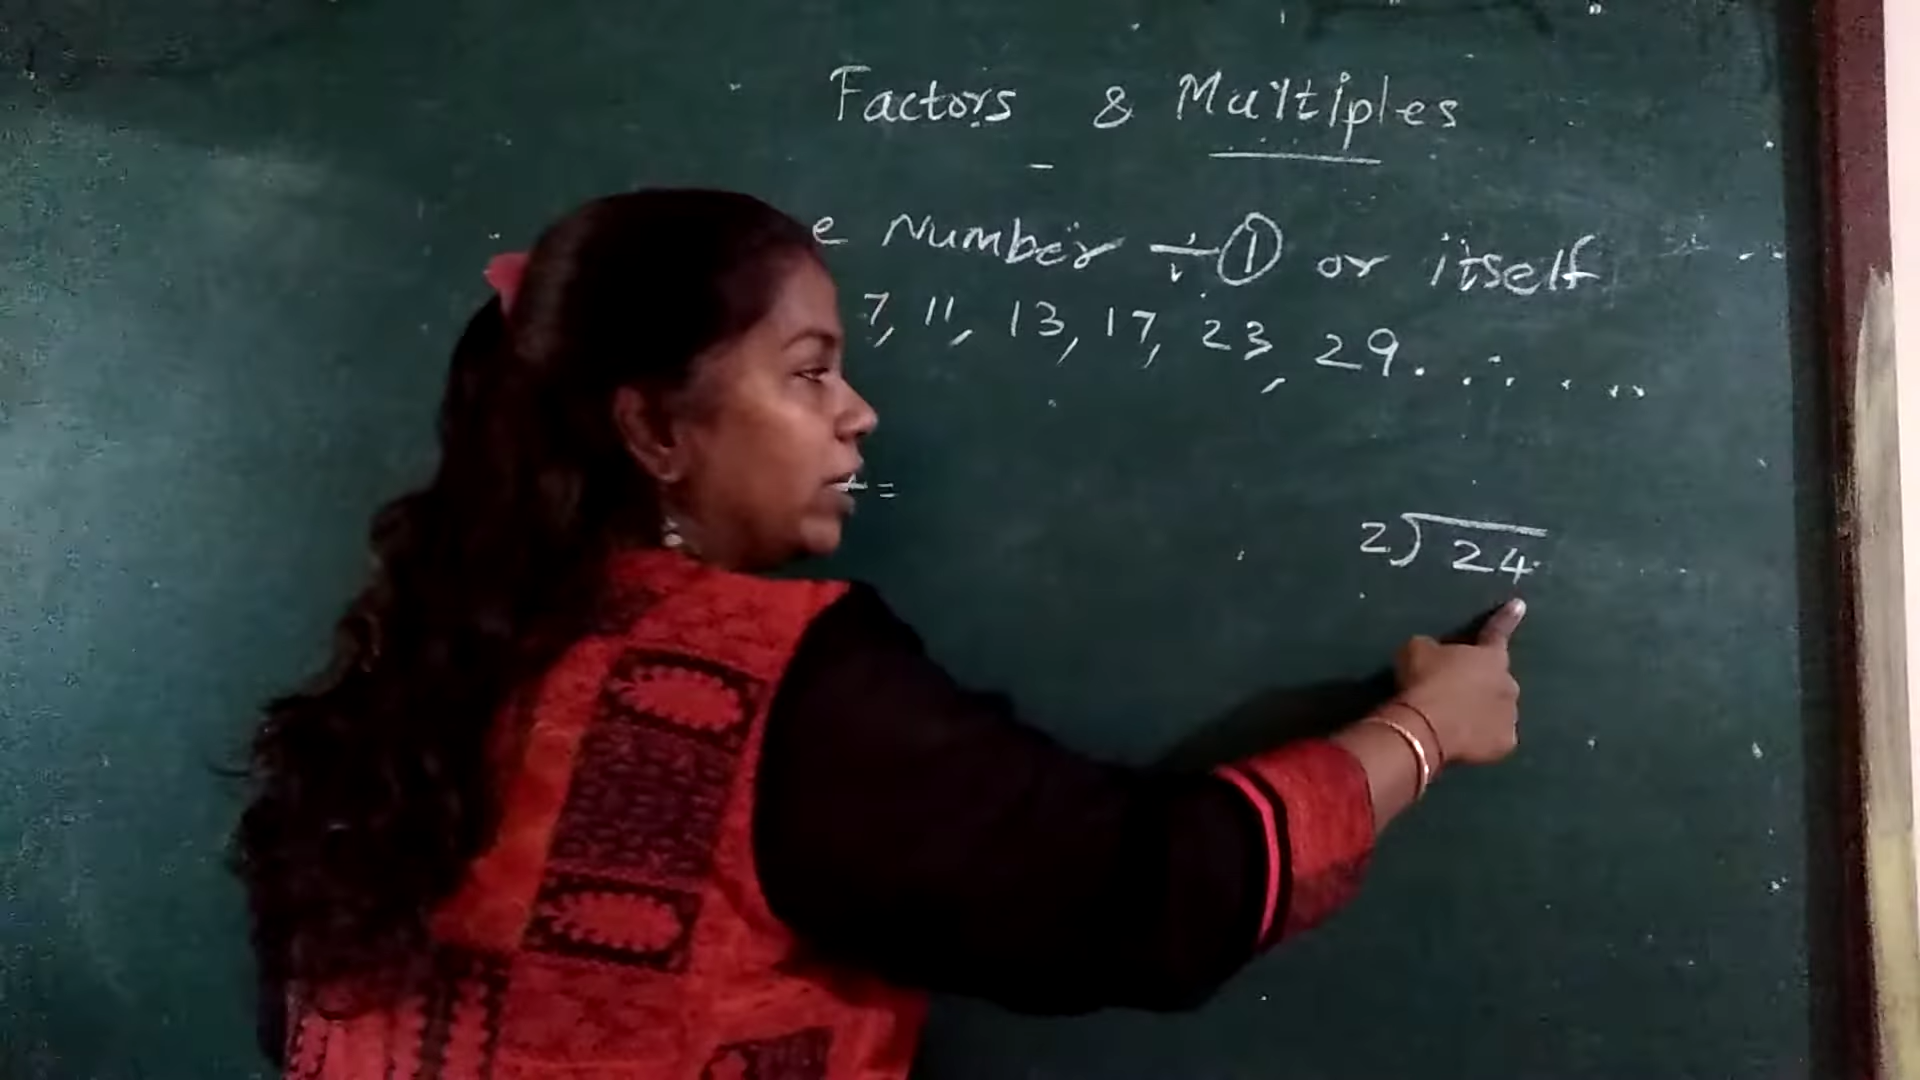 Factors & Multiples
e Number ÷ 1 or itself
7, 11, 13, 17, 23, 29. . . . . . .
=
2) 24